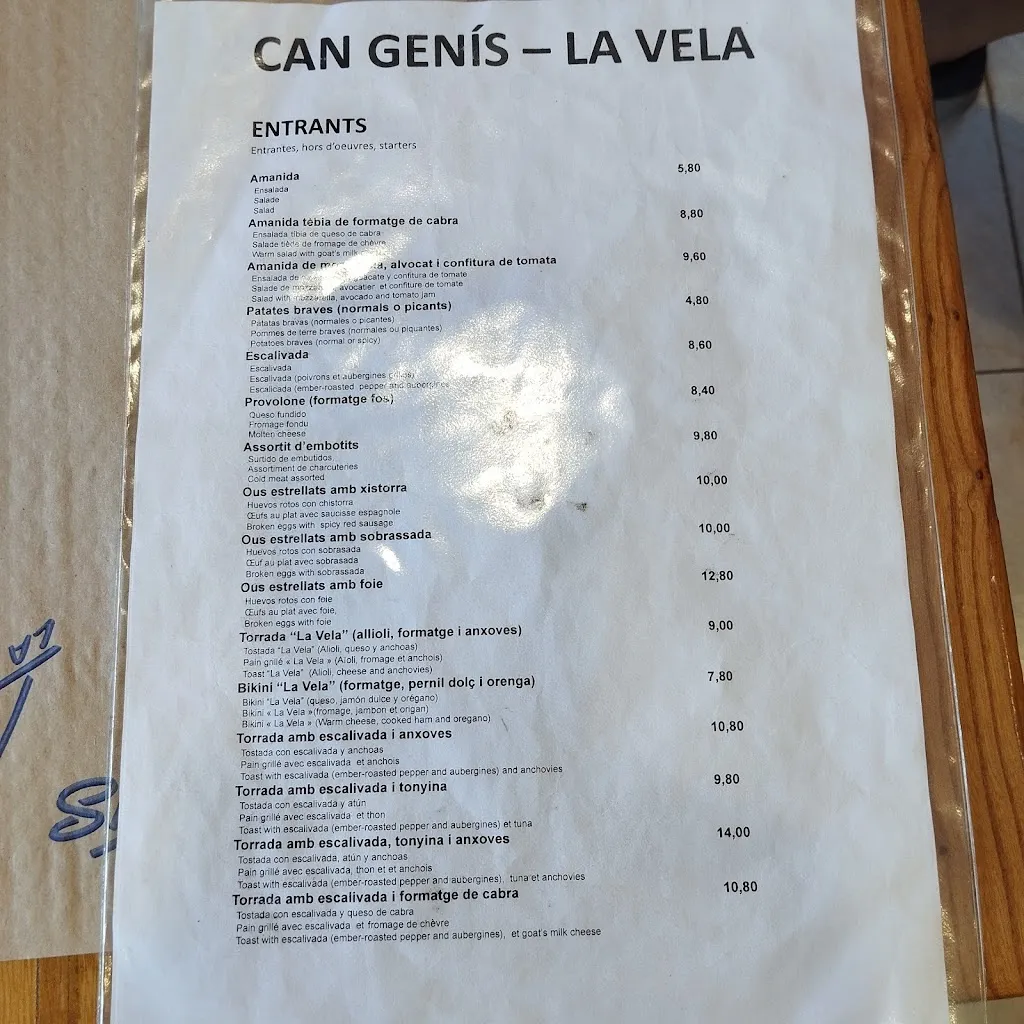 CAN GENÍS – LA VELA
ENTRANTS
Entrantes, hors d'oeuvres, starters
Amanida 5,80
Ensalada
Salade
Salad
Amanida tèbia de formatge de cabra 8,80
Ensalada tibia de queso de cabra
Salade tiède de fromage de chèvre
Warm salad with goat's milk
Amanida de alvocat i confitura de tomata 9,60
Ensalada de aguacate y confitura de tomate
Salade de avocatier et confiture de tomate
Salad with mozzarella, avocado and tomato jam
Patates braves (normals o picants) 4,80
Patatas bravas (normales o picantes)
Pommes de terre braves (normales ou piquantes)
Potatoes braves (normal or spicy)
Escalivada 8,60
Escalivada
Escalivada (poivrons et aubergines
Escalicada (ember-roasted pepper and
Provolone (formatge fos) 8,40
Queso fundido
Fromage fondu
Molten cheese
Assortit d'embotits 9,80
Surtido de embutidos,
Assortiment de charcuteries
Cold meat assorted
Ous estrellats amb xistorra 10,00
Huevos rotos con chistorra
Œufs au plat avec saucisse espagnole
Broken eggs with spicy red sausage
Ous estrellats amb sobrassada 10,00
Huevos rotos con sobrasada
Œuf au plat avec sobrasada
Broken eggs with sobrassada
Ous estrellats amb foie 12,80
Huevos rotos con foie
Œufs au plat avec foie,
Broken eggs with foie
Torrada "La Vela" (allioli, formatge i anxoves) 9,00
Tostada "La Vela" (Alioli, queso y anchoas)
Pain grillé « La Vela » (Aïoli, fromage et anchois)
Toast "La Vela" (Alioli, cheese and anchovies)
Bikini "La Vela" (formatge, pernil dolç i orenga) 7,80
Bikini "La Vela" (queso, jamón dulce y orégano)
Bikini « La Vela »(fromage, jambon et origan)
Bikini « La Vela » (Warm cheese, cooked ham and oregano)
Torrada amb escalivada i anxoves 10,80
Tostada con escalivada y anchoas
Pain grillé avec escalivada et anchois
Toast with escalivada (ember-roasted pepper and aubergines) and anchovies
Torrada amb escalivada i tonyina 9,80
Tostada con escalivada y atún
Pain grillé avec escalivada et thon
Toast with escalivada (ember-roasted pepper and aubergines) et tuna
Torrada amb escalivada, tonyina i anxoves 14,00
Tostada con escalivada, atún y anchoas
Pain grillé avec escalivada, thon et et anchois
Toast with escalivada (ember-roasted pepper and aubergines), tuna et anchovies
Torrada amb escalivada i formatge de cabra 10,80
Tostada con escalivada y queso de cabra
Pain grillé avec escalivada et fromage de chèvre
Toast with escalivada (ember-roasted pepper and aubergines), et goat's milk cheese
LA